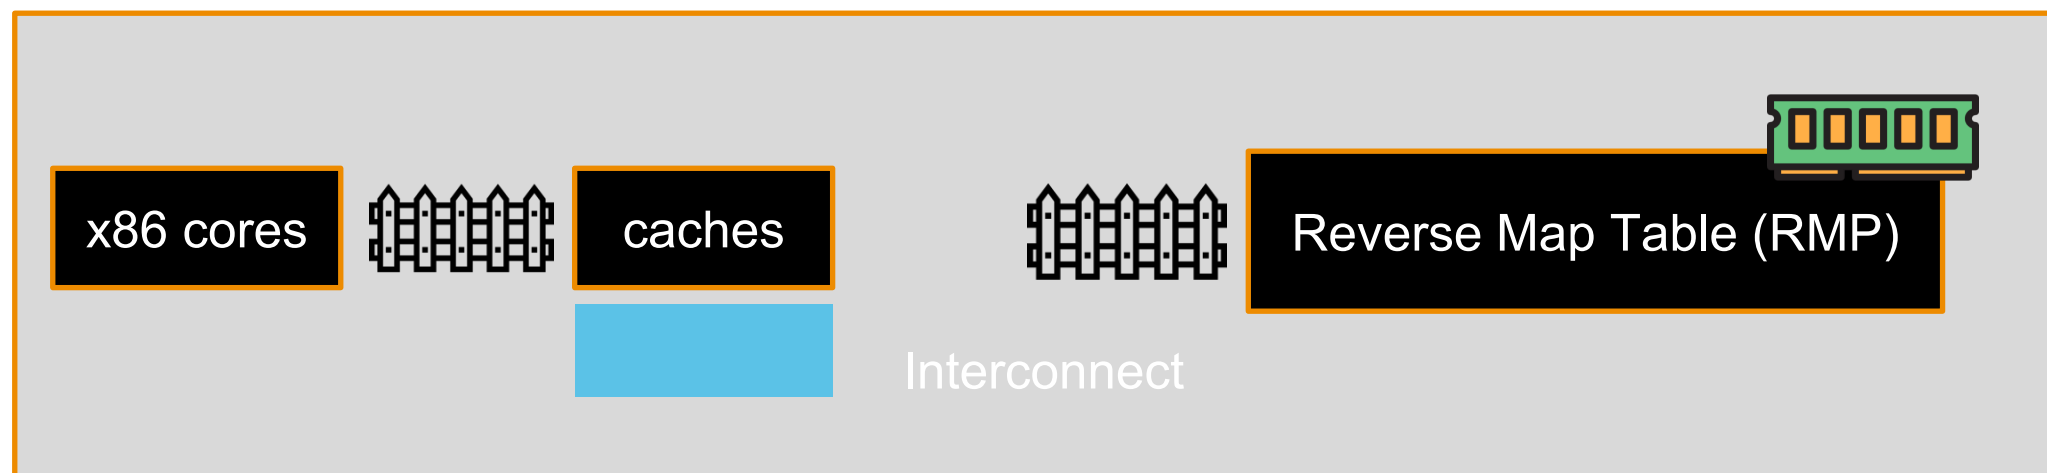 x86 cores
caches
Reverse Map Table (RMP)
Interconnect